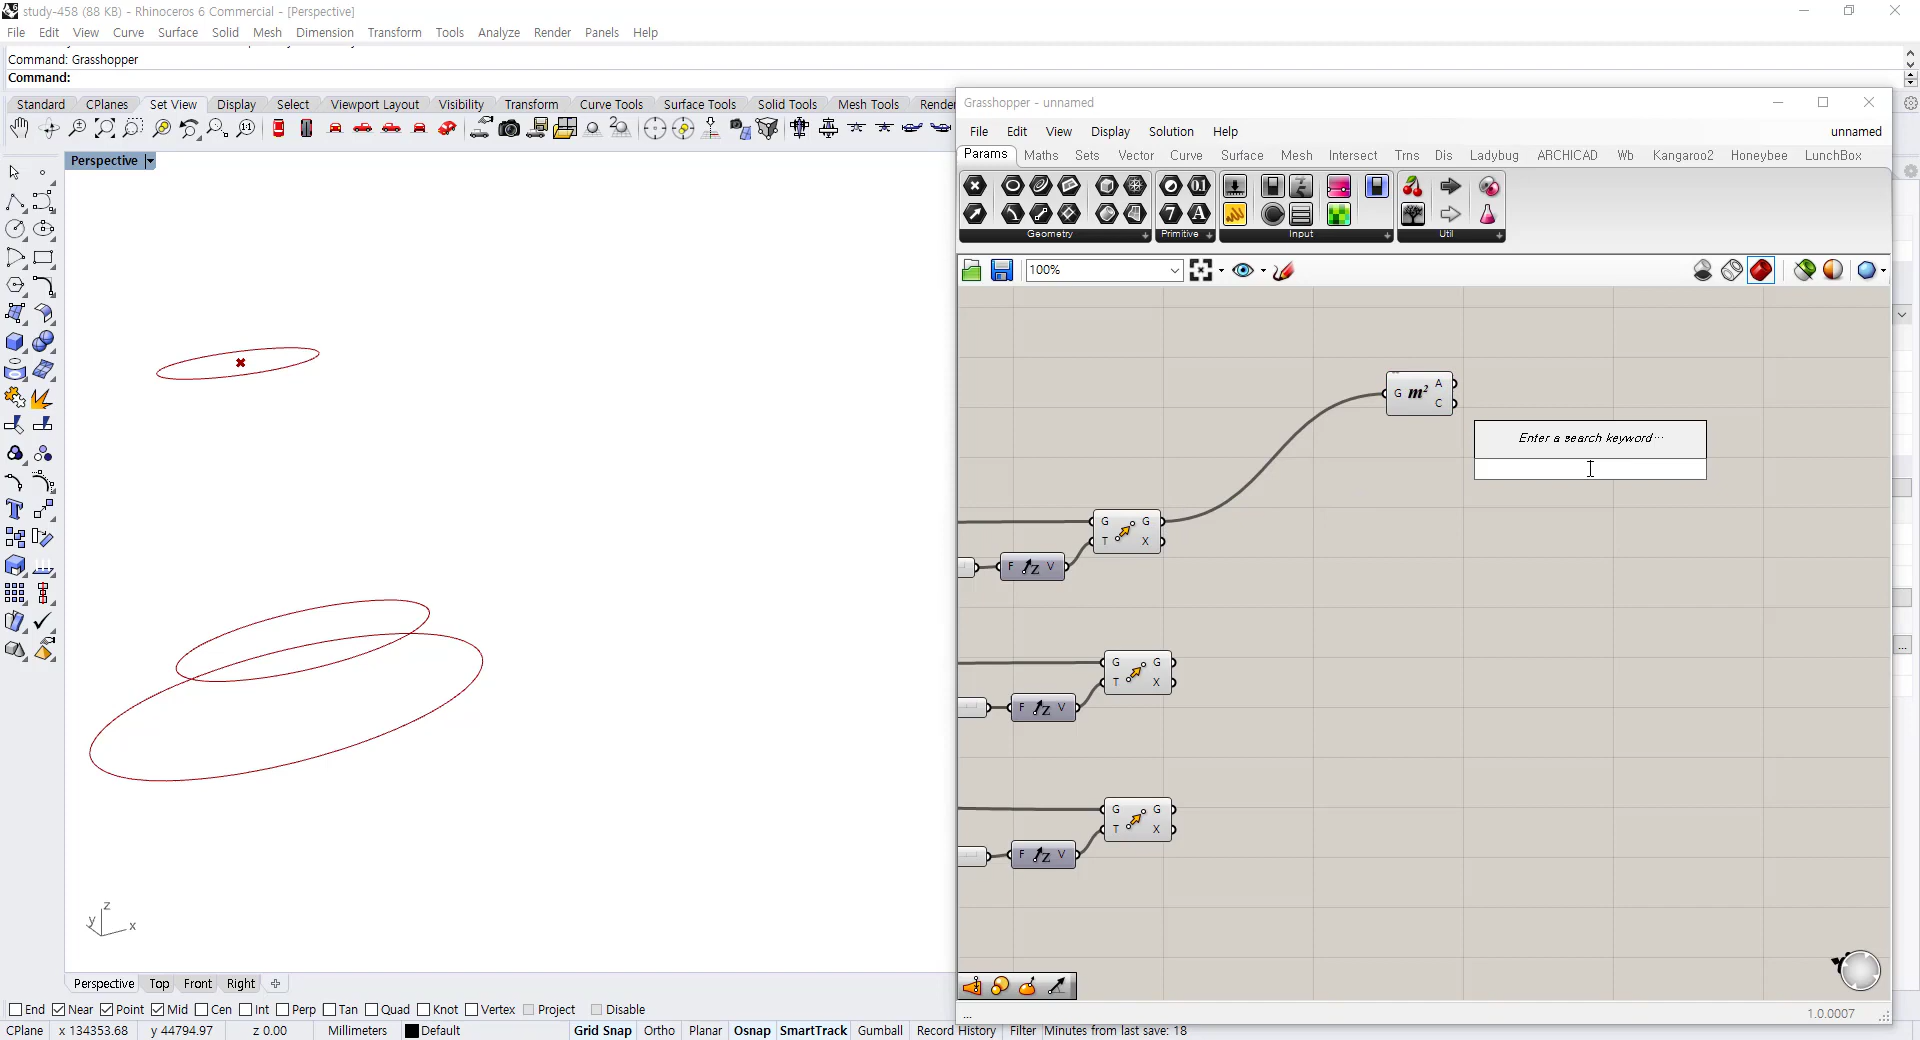 study-458 (88 KB) - Rhinoceros 6 Commercial - [Perspective]
File Edit View Curve Surface Solid Mesh Dimension Transform Tools Analyze Render Panels Help
Command: Grasshopper
Command:
Standard CPlanes Set View Display Select Viewport Layout Visibility Transform Curve Tools Surface Tools Solid Tools Mesh Tools Render
Perspective
Grasshopper - unnamed
File Edit View Display Solution Help unnamed
Params Maths Sets Vector Curve Surface Mesh Intersect Trns Dis Ladybug ARCHICAD Wb Kangaroo2 Honeybee LunchBox
Geometry Primitive Input Util
100%
G m² A
C
Enter a search keyword...
G G
T X
F Z V
G G
T X
F Z V
G G
T X
F Z V
z
y
x
Perspective Top Front Right
End Near Point Mid Cen Int Perp Tan Quad Knot Vertex Project Disable
...
1.0.0007
CPlane x 134353.68 y 44794.97 z 0.00 Millimeters Default Grid Snap Ortho Planar Osnap SmartTrack Gumball Record History Filter Minutes from last save: 18